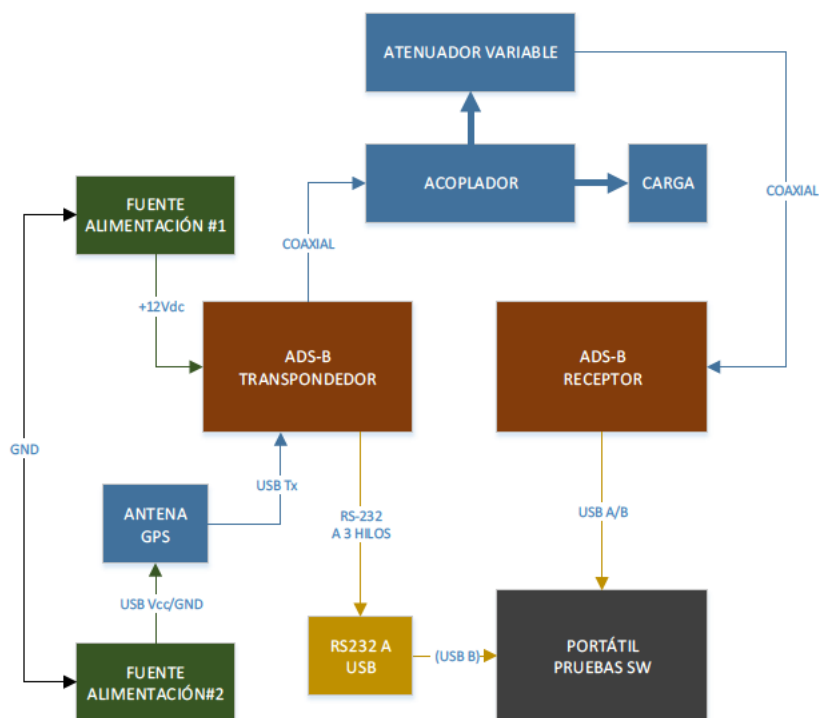 ATENUADOR VARIABLE
ACOPLADOR
CARGA
COAXIAL
FUENTE
ALIMENTACIÓN #1
COAXIAL
+12Vdc
ADS-B
TRANSPONDEDOR
ADS-B
RECEPTOR
GND
USB Tx
ANTENA
GPS
RS-232
A 3 HILOS
USB A/B
USB Vcc/GND
FUENTE
ALIMENTACIÓN#2
RS232 A
USB
(USB B)
PORTÁTIL
PRUEBAS SW